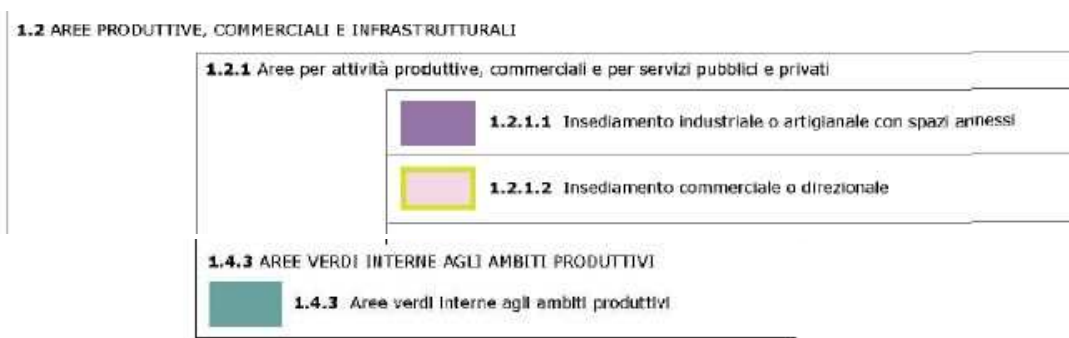 1.2 AREE PRODUTTIVE, COMMERCIALI E INFRASTRUTTURALI
1.2.1 Aree per attività produttive, commerciali e per servizi pubblici e privati
1.2.1.1 Insediamento industriale o artigianale con spazi annessi
1.2.1.2 Insediamento commerciale o direzionale
1.4.3 AREE VERDI INTERNE AGLI AMBITI PRODUTTIVI
1.4.3 Aree verdi interne agli ambiti produttivi